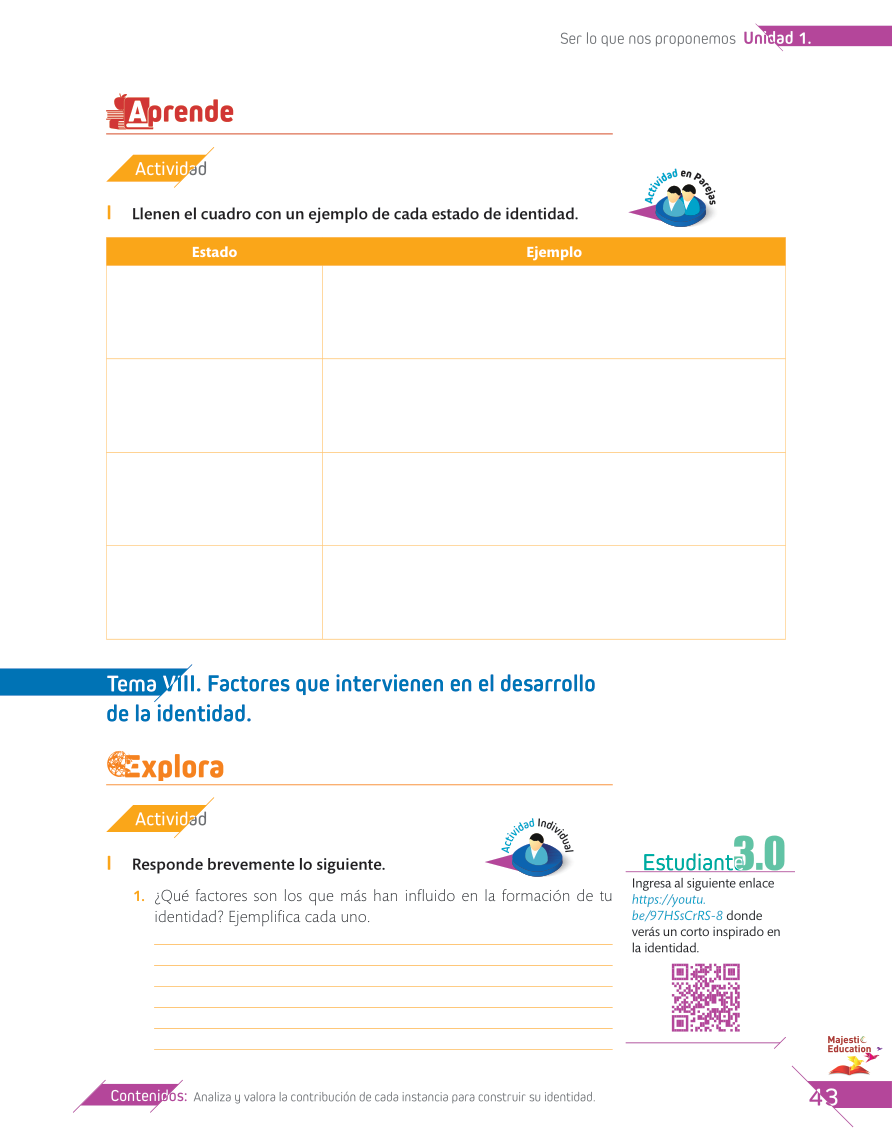 Ser lo que nos proponemos Unidad 1.
Aprende
Actividad
Actividad en Parejas
I Llenen el cuadro con un ejemplo de cada estado de identidad.
Estado Ejemplo
Tema VIII. Factores que intervienen en el desarrollo
de la identidad.
Explora
Actividad
Actividad Individual
I Responde brevemente lo siguiente.
1. ¿Qué factores son los que más han influido en la formación de tu
identidad? Ejemplifica cada uno.
Estudiante 3.0
Ingresa al siguiente enlace
https://youtu.
be/97HSsCrRS-8 donde
verás un corto inspirado en
la identidad.
Majestic
Education
Contenidos: Analiza y valora la contribución de cada instancia para construir su identidad.
43